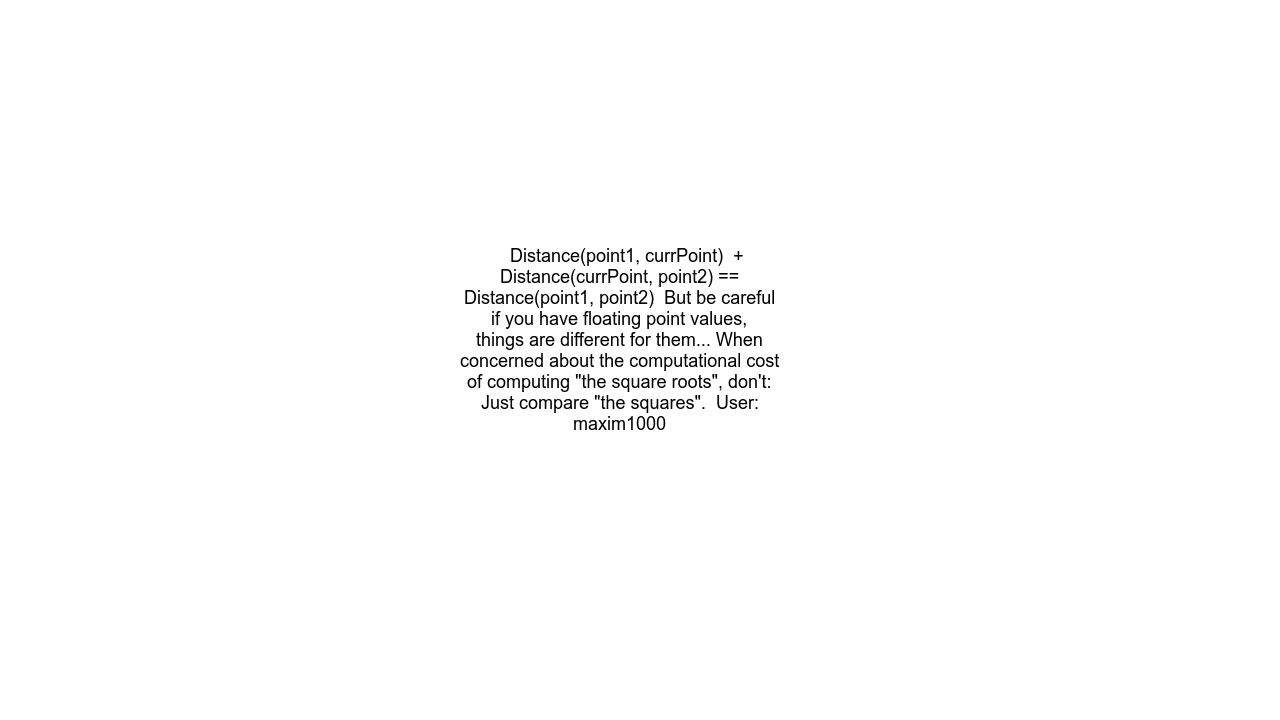 Distance(point1, currPoint)  +
Distance(currPoint, point2) ==
Distance(point1, point2)  But be careful
if you have floating point values,
things are different for them... When
concerned about the computational cost
of computing "the square roots", don't:
Just compare "the squares".  User:
maxim1000